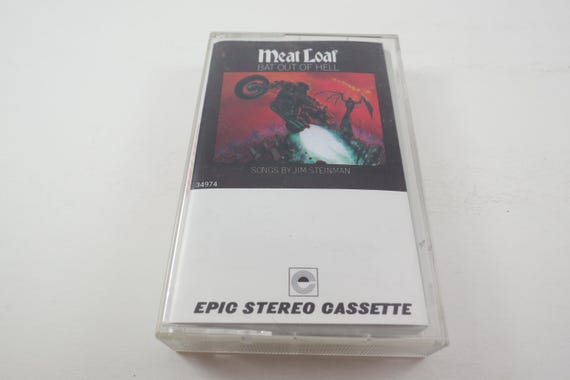 Meat Loaf
BAT OUT OF HELL
SONGS BY JIM STEINMAN
34974
e
EPIC STEREO CASSETTE